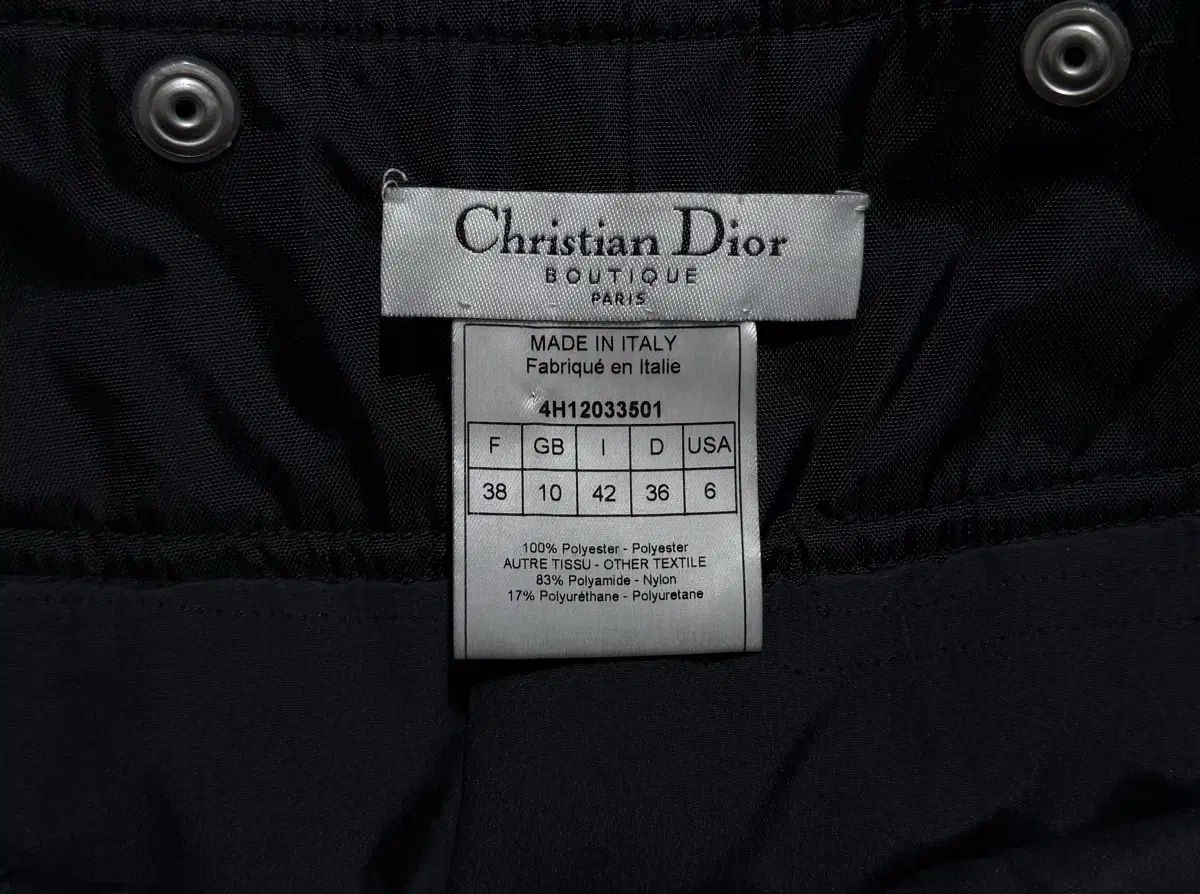 Christian Dior
BOUTIQUE
PARIS
MADE IN ITALY
Fabriqué en Italie
4H12033501
F GB I D USA
38 10 42 36 6
100% Polyester - Polyester
AUTRE TISSU - OTHER TEXTILE
83% Polyamide - Nylon
17% Polyuréthane - Polyuretane